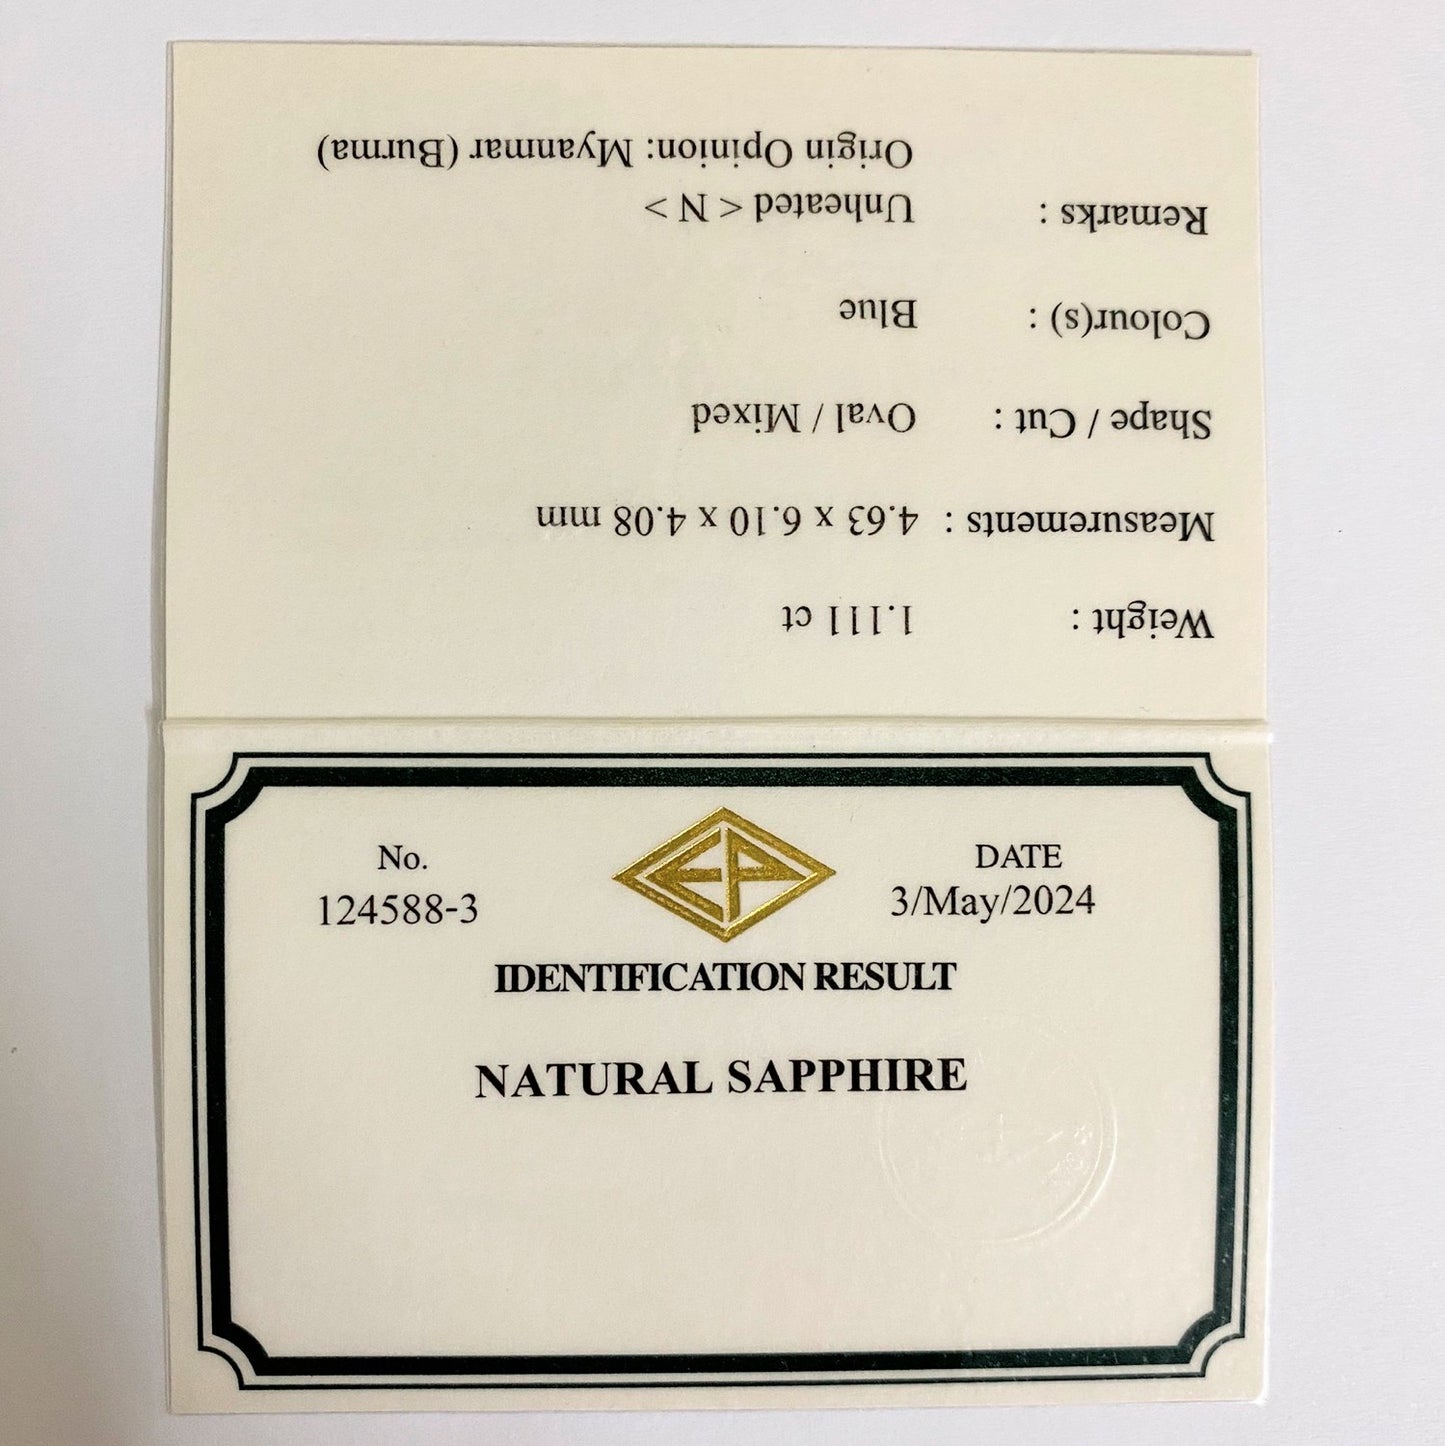 No.
124588-3
EP
DATE
3/May/2024
IDENTIFICATION RESULT
NATURAL SAPPHIRE
Weight : 1.111 ct
Measurements : 4.63 x 6.10 x 4.08 mm
Shape / Cut : Oval / Mixed
Colour(s) : Blue
Remarks : Unheated < N >
Origin Opinion: Myanmar (Burma)